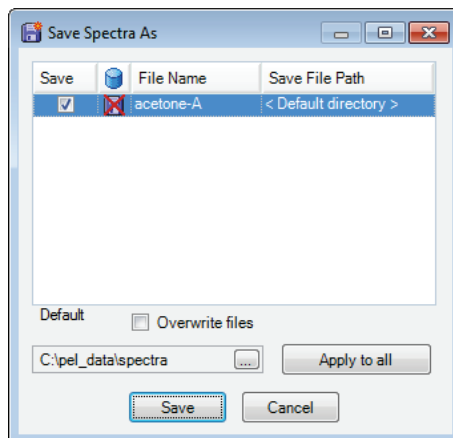 Save Spectra As
Save File Name Save File Path
acetone-A < Default directory >
Default Overwrite files
C:\pel_data\spectra ... Apply to all
Save Cancel